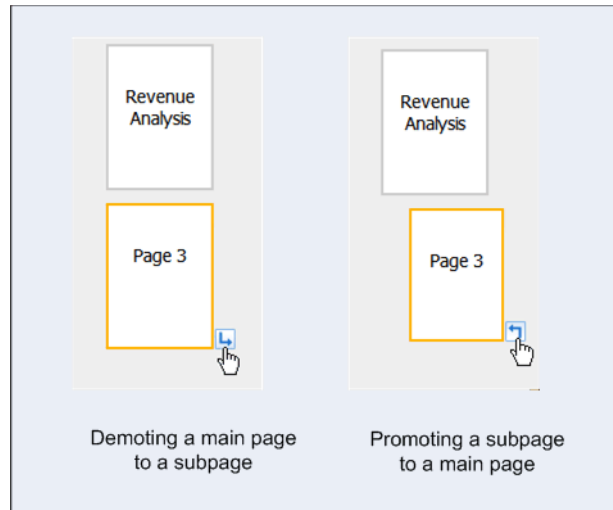 Revenue
Analysis
Page 3
Demoting a main page
to a subpage
Revenue
Analysis
Page 3
Promoting a subpage
to a main page